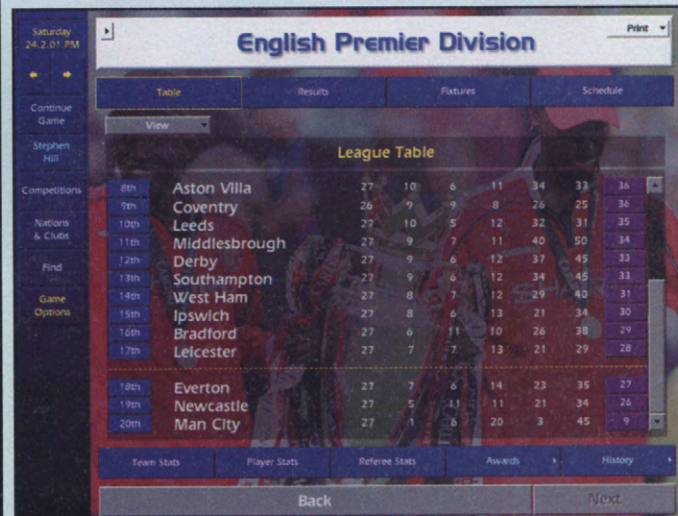 Saturday
24.2.01 PM
Continue
Game
Stephen
Hill
Competitions
Nations
& Clubs
Find
Game
Options
English Premier Division
Print
Table Results Fixtures Schedule
View
League Table
8th Aston Villa 27 10 6 11 34 33 36
9th Coventry 26 9 9 8 26 25 36
10th Leeds 27 10 5 12 32 31 35
11th Middlesbrough 27 9 7 11 40 50 34
12th Derby 27 9 6 12 37 45 33
13th Southampton 27 9 6 12 34 45 33
14th West Ham 27 8 7 12 29 40 31
15th Ipswich 27 8 6 13 21 34 30
16th Bradford 27 6 11 10 26 38 29
17th Leicester 27 7 7 13 21 29 28
18th Everton 27 7 6 14 23 35 27
19th Newcastle 27 5 11 11 21 34 26
20th Man City 27 1 6 20 3 45 9
Team Stats Player Stats Referee Stats Awards History
Back Next